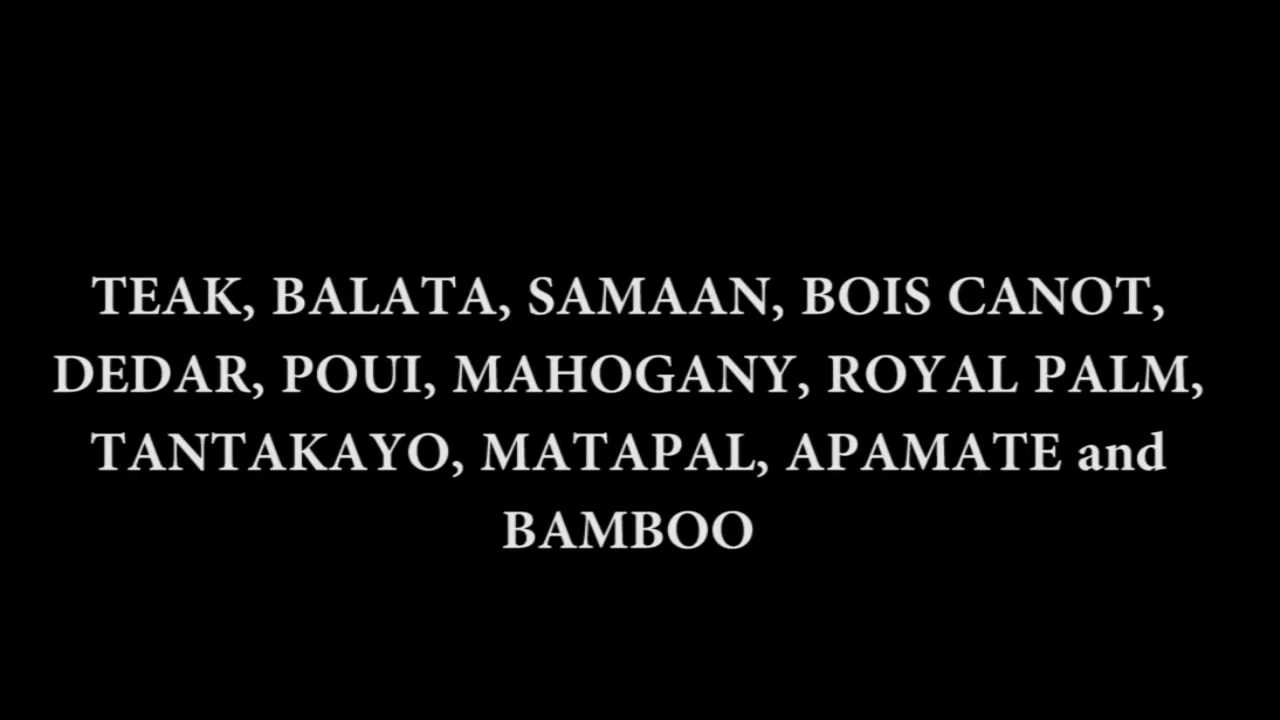 TEAK, BALATA, SAMAAN, BOIS CANOT,
DEDAR, POUI, MAHOGANY, ROYAL PALM,
TANTAKAYO, MATAPAL, APAMATE and
BAMBOO